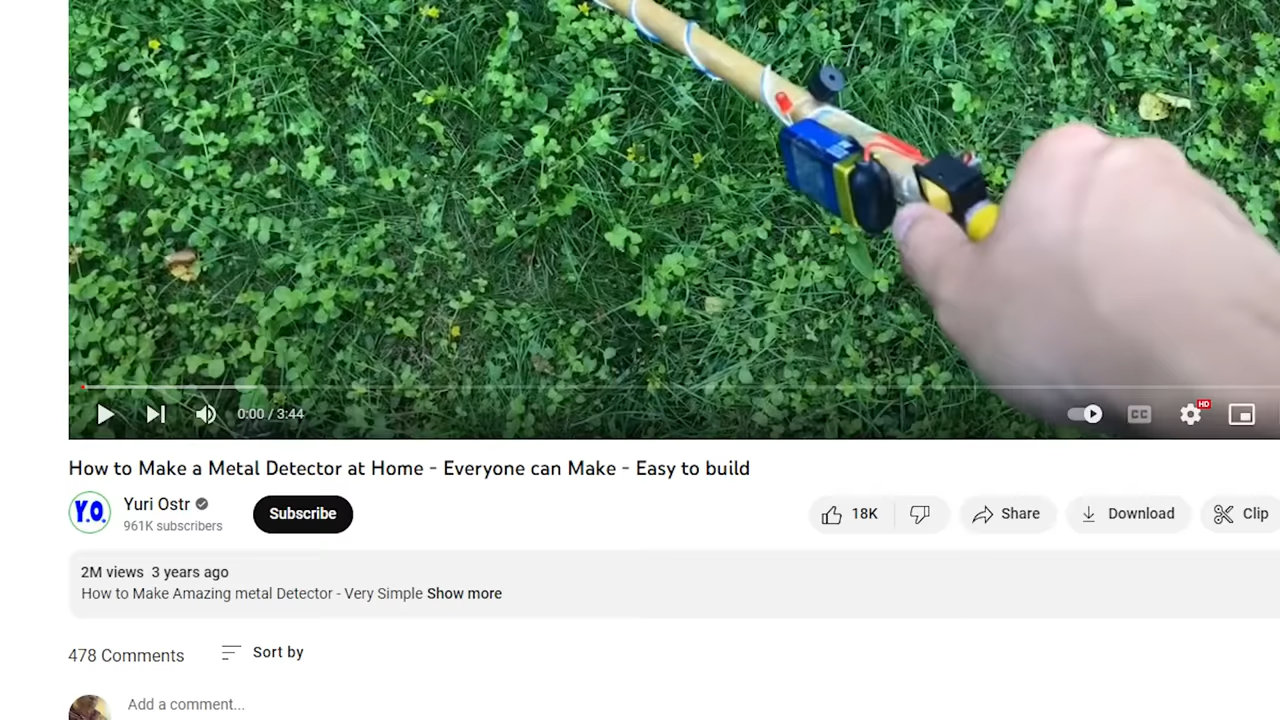 0:00 / 3:44
CC
HD
How to Make a Metal Detector at Home - Everyone can Make - Easy to build
Y.O.
Yuri Ostr
961K subscribers
Subscribe
18K
Share
Download
Clip
2M views 3 years ago
How to Make Amazing metal Detector - Very Simple Show more
478 Comments
Sort by
Add a comment...